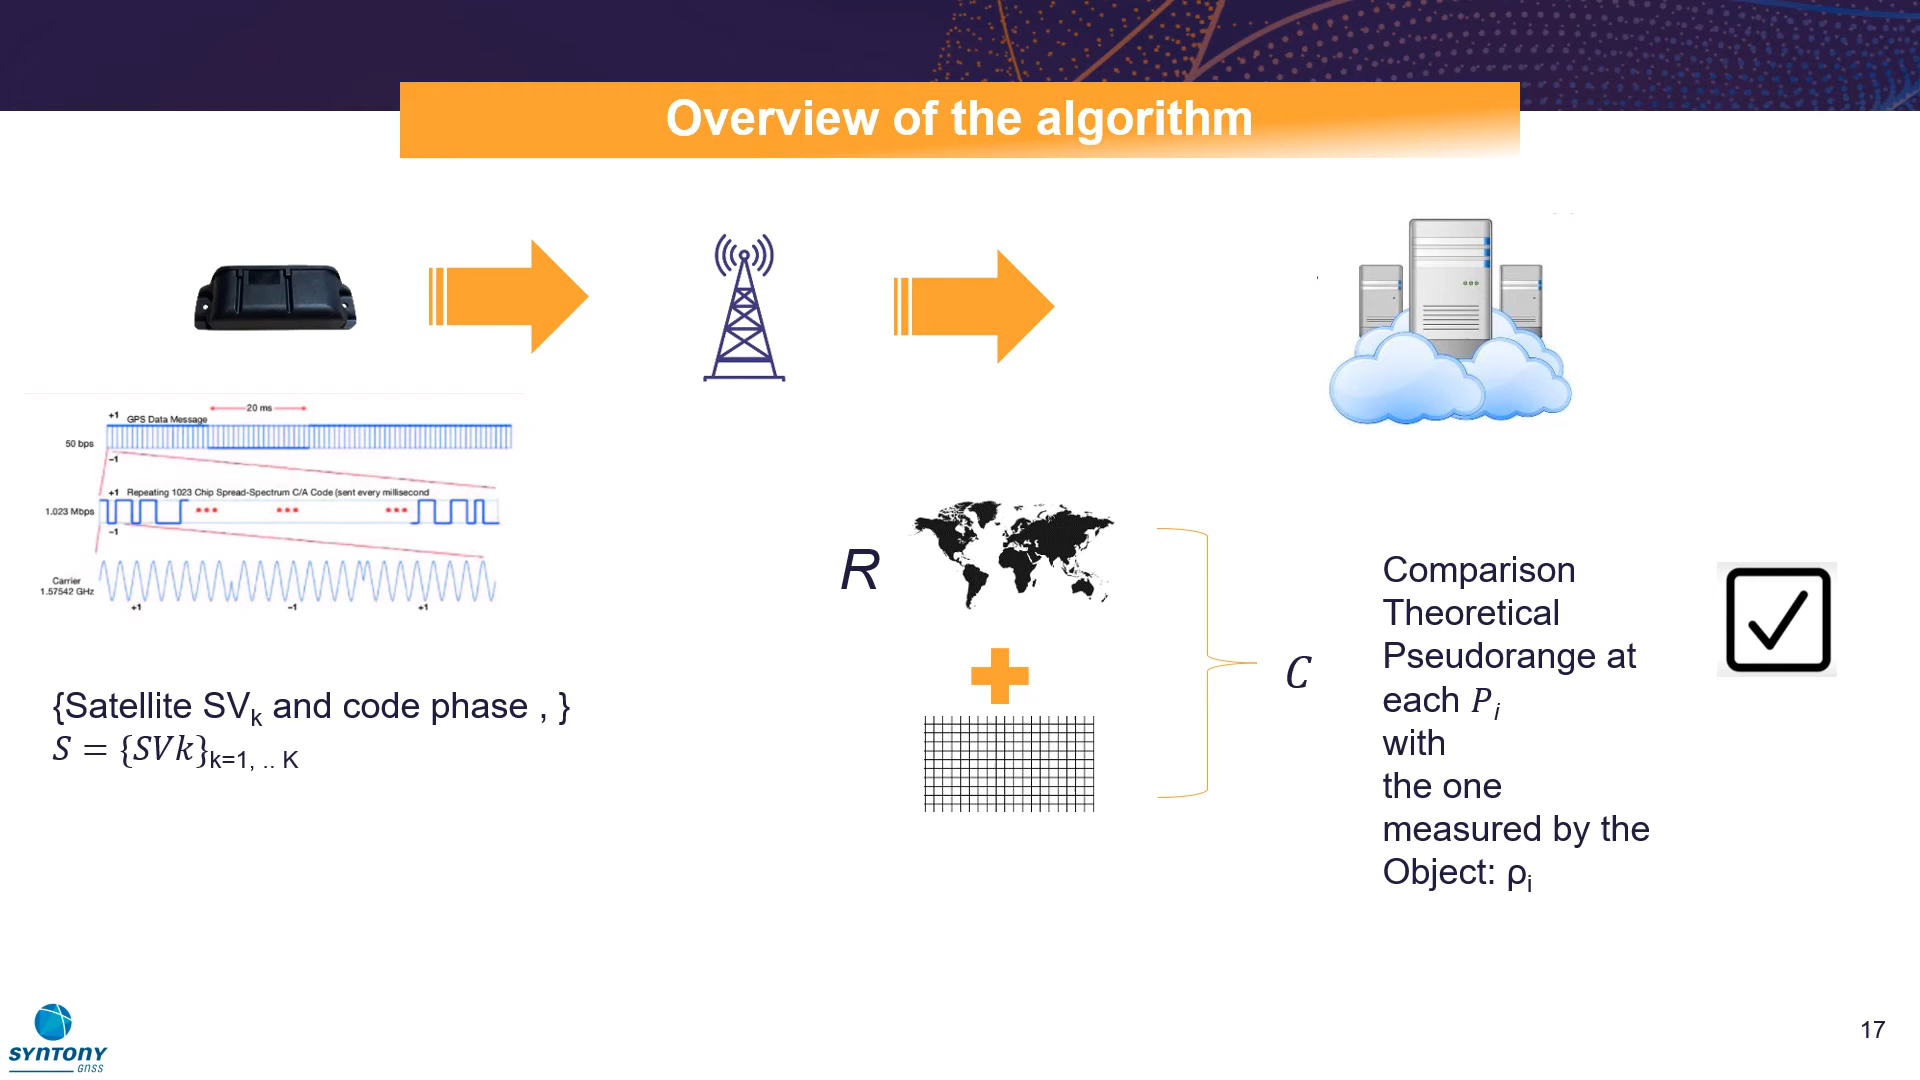 Overview of the algorithm
20 ms
+1 GPS Data Message
50 bps
−1
+1 Repeating 1023 Chip Spread-Spectrum C/A Code (sent every millisecond
1.023 Mbps
−1
Carrier
1.57542 GHz
+1 −1 +1
{Satellite SVk and code phase , }
S = {SVk}k=1, .. K
R
C
Comparison
Theoretical
Pseudorange at
each Pi
with
the one
measured by the
Object: ρi
SYNTONY
GNSS
17